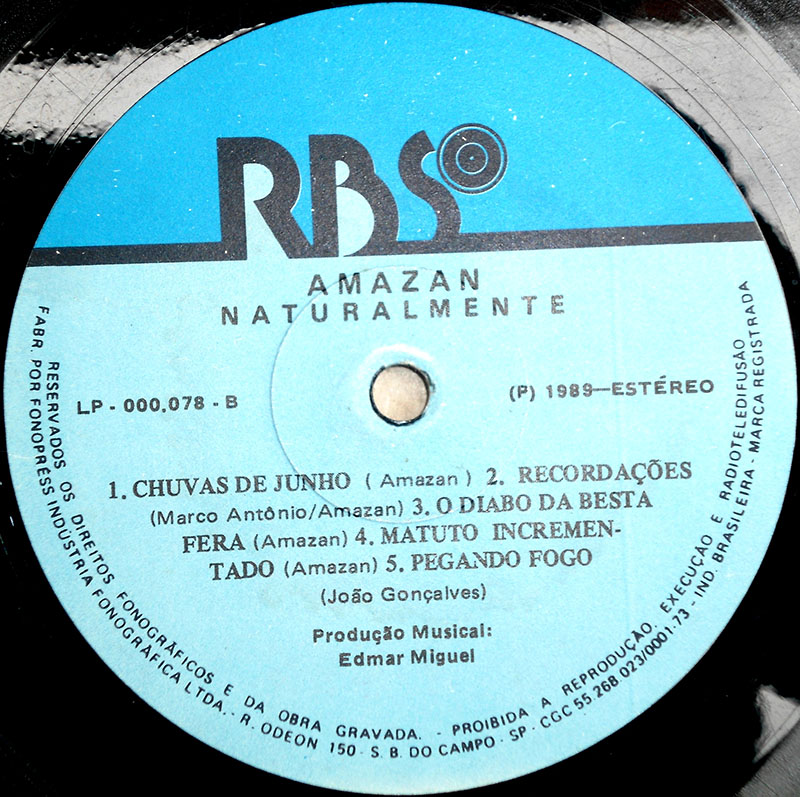 RBS
AMAZAN
NATURALMENTE
LP - 000.078 - B
(P) 1989—ESTÉREO
1. CHUVAS DE JUNHO ( Amazan ) 2. RECORDAÇÕES
(Marco Antônio/Amazan) 3. O DIABO DA BESTA
FERA (Amazan) 4. MATUTO INCREMEN-
TADO (Amazan) 5. PEGANDO FOGO
(João Gonçalves)
Produção Musical:
Edmar Miguel
RESERVADOS OS DIREITOS FONOGRÁFICOS E DA OBRA GRAVADA. - PROIBIDA A REPRODUÇÃO, EXECUÇÃO E RADIOTELEDIFUSÃO
FABR. POR FONOPRÉSS INDÚSTRIA FONOGRÁFICA LTDA. - R. ODEON 150 - S. B. DO CAMPO - SP - CGC 55.268.023/0001-73 - IND. BRASILEIRA - MARCA REGISTRADA